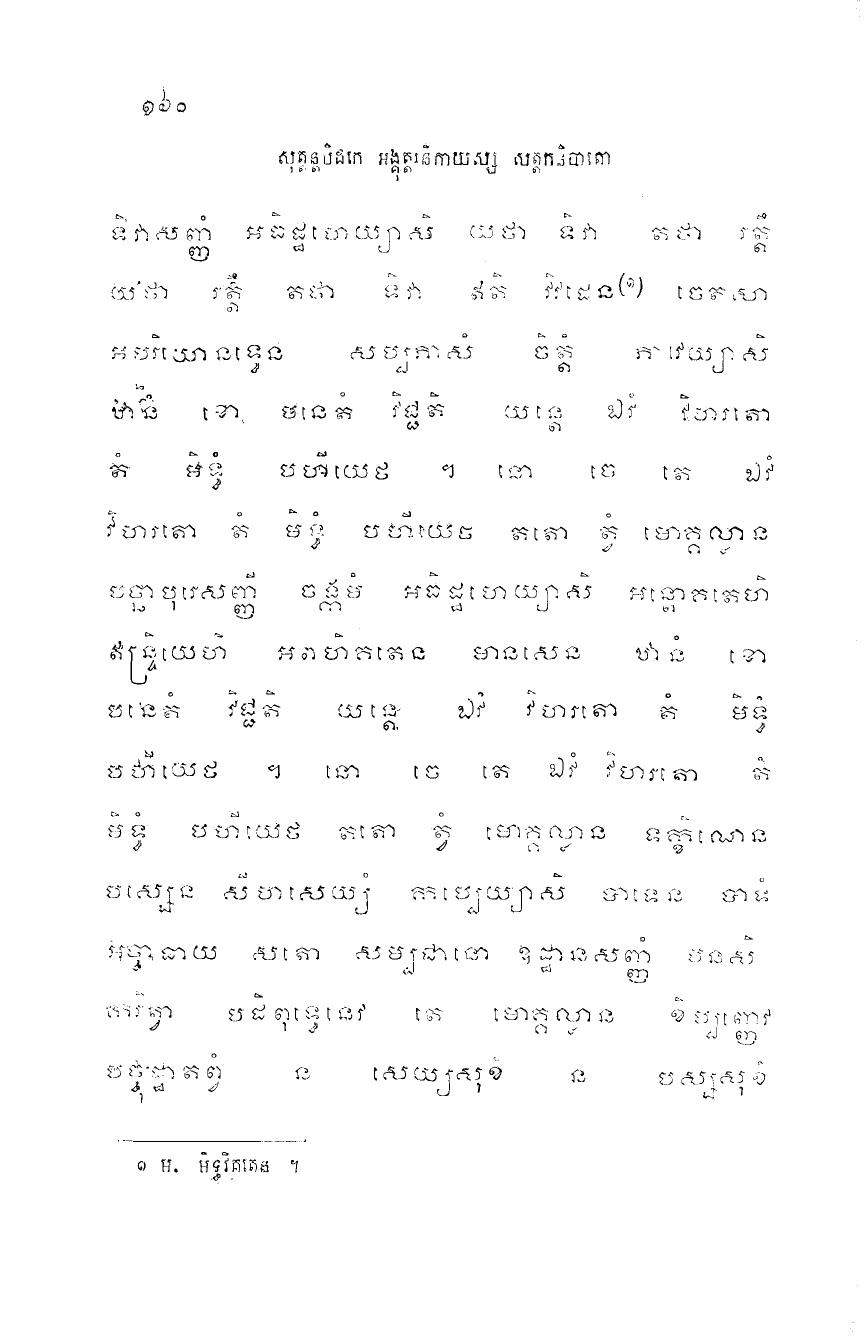 ១៦០
សុត្តន្តបិដកេ អង្គុត្តរនិកាយស្ស សត្តកនិបាតោ
ទិវាសញ្ញំ អធិដ្ឋហេយ្យាសិ យថា ទិវា តថា រត្តឹ
យថា រត្តឹ តថា ទិវា ឥតិ វិវដេន(១) ចេតសា
អបរិយោនទ្ធេន សប្បភាសំ ចិត្តំ ភាវេយ្យាសិ
ឋានំ ខោ បនេតំ វិជ្ជតិ យន្តេ ឯវំ វិហរតោ
តំ មិទ្ធំ បហីយេថ ។ នោ ចេ តេ ឯវំ
វិហរតោ តំ មិទ្ធំ បហីយេថ តតោ ត្វំ មោគ្គល្លាន
បច្ឆាបុរេសញ្ញី ចង្កមំ អធិដ្ឋហេយ្យាសិ អន្តោគតេហិ
ឥន្ទ្រិយេហិ អពហិគតេន មានសេន ឋានំ ខោ
បនេតំ វិជ្ជតិ យន្តេ ឯវំ វិហរតោ តំ មិទ្ធំ
បហីយេថ ។ នោ ចេ តេ ឯវំ វិហរតោ តំ
មិទ្ធំ បហីយេថ តតោ ត្វំ មោគ្គល្លាន ទក្ខិណេន
បស្សេន សីហសេយ្យំ កប្បេយ្យាសិ បាទេន បាទំ
អច្ចាធាយ សតោ សម្បជានោ ឧដ្ឋានសញ្ញំ មនសិ
ករិត្វា បដិពុទ្ធេនេវ តេ មោគ្គល្លាន ខិប្បញ្ញេវ
បច្ចុដ្ឋាតព្វំ ន សេយ្យសុខំ ន បស្សសុខំ
១ ម. មិទ្ធវិគតេន ។